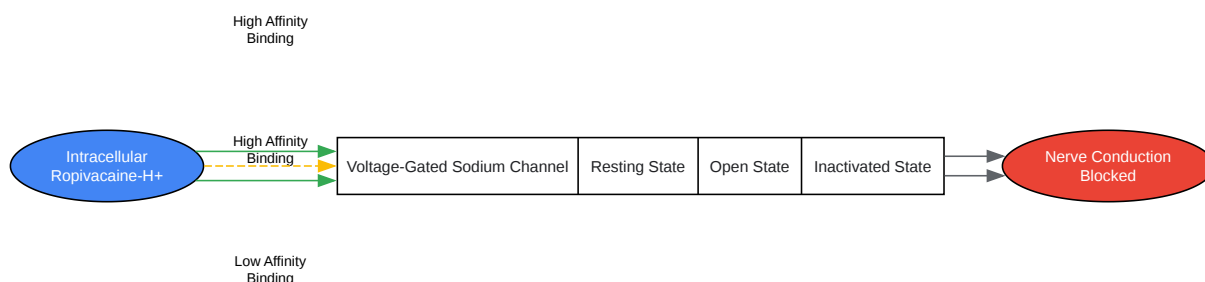 High Affinity
Binding
High Affinity
Binding
Intracellular
Ropivacaine-H+
Voltage-Gated Sodium Channel
Resting State
Open State
Inactivated State
Nerve Conduction
Blocked
Low Affinity
Binding